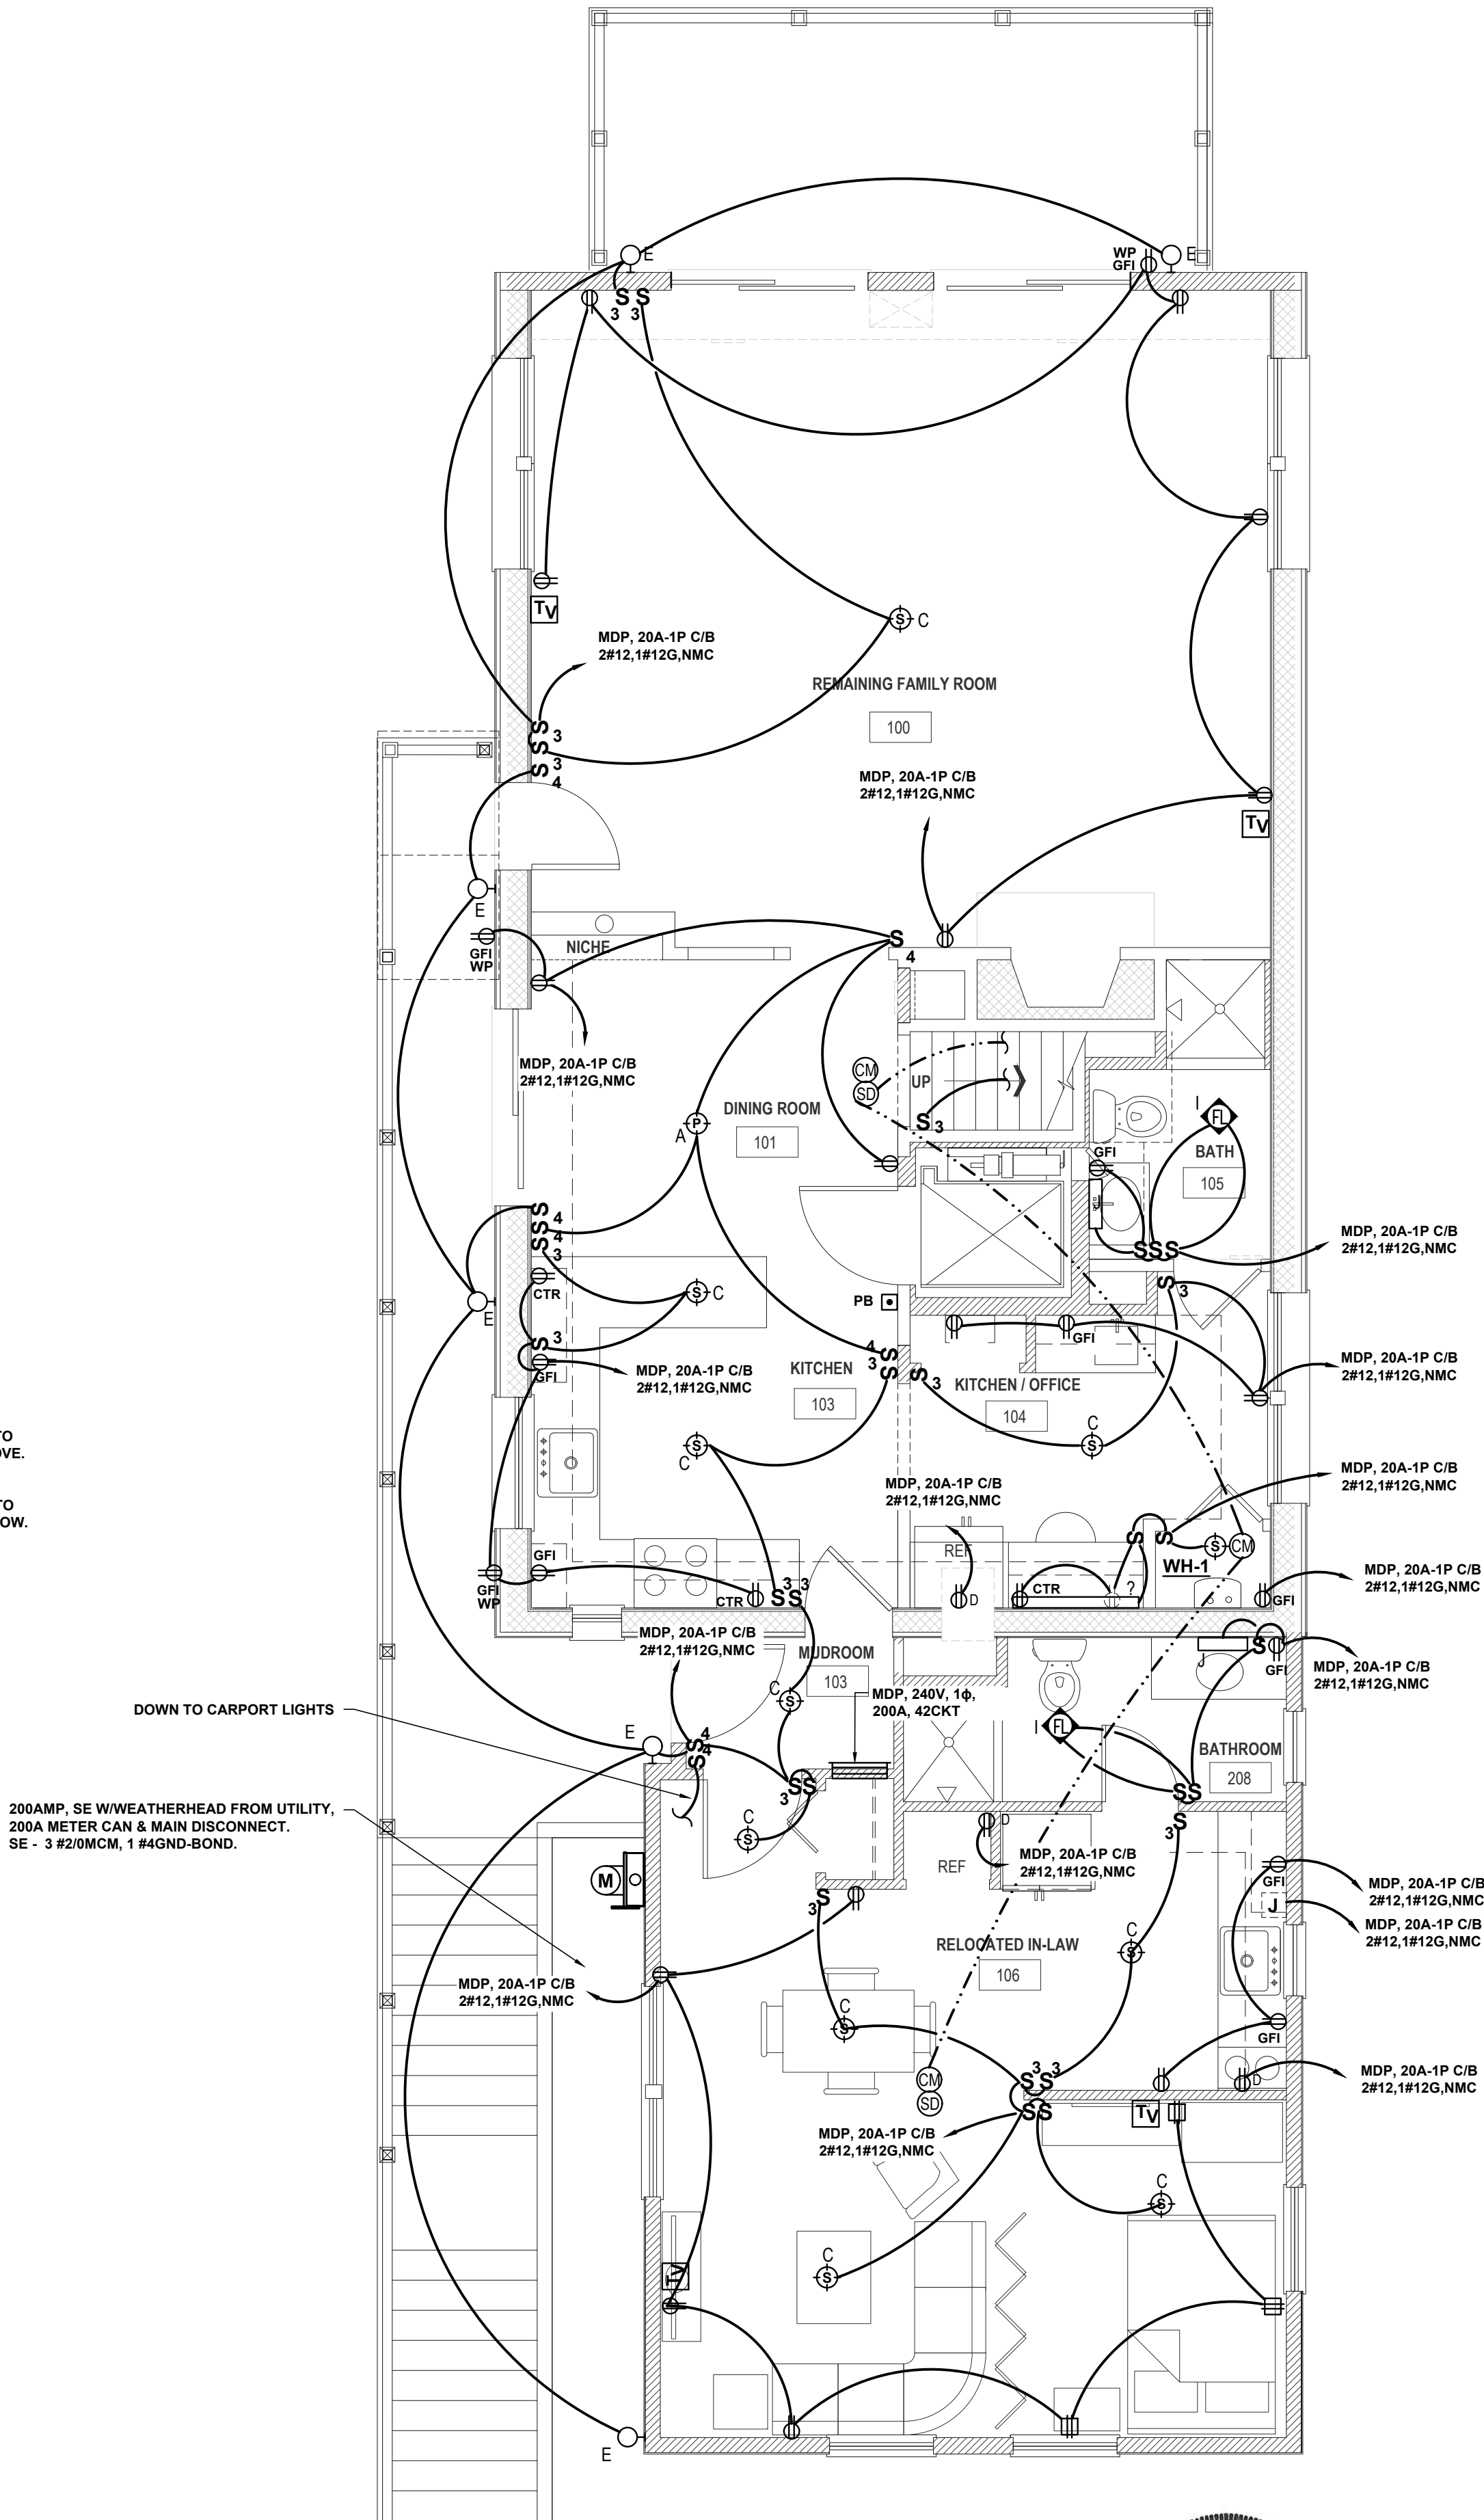 E
WP
GFI
E
S S
3 3
TV
S C
MDP, 20A-1P C/B
2#12,1#12G,NMC
REMAINING FAMILY ROOM
100
S 3
S 3
S 4
MDP, 20A-1P C/B
2#12,1#12G,NMC
TV
E
GFI
WP
NICHE
S
4
MDP, 20A-1P C/B
2#12,1#12G,NMC
CM
SD
UP
S 3
DINING ROOM
101
P
A
I
FL
GFI
BATH
105
J
S 4
S 4
S 3
SSS
MDP, 20A-1P C/B
2#12,1#12G,NMC
CTR
S C
PB
E
S 3
GFI
S 3
GFI
MDP, 20A-1P C/B
2#12,1#12G,NMC
4 S
3 S
S 3
MDP, 20A-1P C/B
2#12,1#12G,NMC
KITCHEN
103
KITCHEN / OFFICE
104
C
S
S
C
TO
OVE.
TO
OW.
MDP, 20A-1P C/B
2#12,1#12G,NMC
MDP, 20A-1P C/B
2#12,1#12G,NMC
REF
S S
S CM
WH-1
GFI
GFI
WP
CTR
3 3
S S
D
CTR
?
GFI
MDP, 20A-1P C/B
2#12,1#12G,NMC
MDP, 20A-1P C/B
2#12,1#12G,NMC
MUDROOM
103
J
S
GFI
MDP, 20A-1P C/B
2#12,1#12G,NMC
C
S
MDP, 240V, 1ϕ,
200A, 42CKT
DOWN TO CARPORT LIGHTS
E
S 4
S 4
I
FL
BATHROOM
208
SS
3
SS
200AMP, SE W/WEATHERHEAD FROM UTILITY,
200A METER CAN & MAIN DISCONNECT.
SE - 3 #2/0MCM, 1 #4GND-BOND.
C
S
D
3 S
M
REF
MDP, 20A-1P C/B
2#12,1#12G,NMC
GFI
MDP, 20A-1P C/B
2#12,1#12G,NMC
J
MDP, 20A-1P C/B
2#12,1#12G,NMC
3 S
C
S
RELOCATED IN-LAW
106
MDP, 20A-1P C/B
2#12,1#12G,NMC
C
S
GFI
CM
SD
3 3
S S
D
MDP, 20A-1P C/B
2#12,1#12G,NMC
SS
TV
MDP, 20A-1P C/B
2#12,1#12G,NMC
C
S
C
S
TV
E